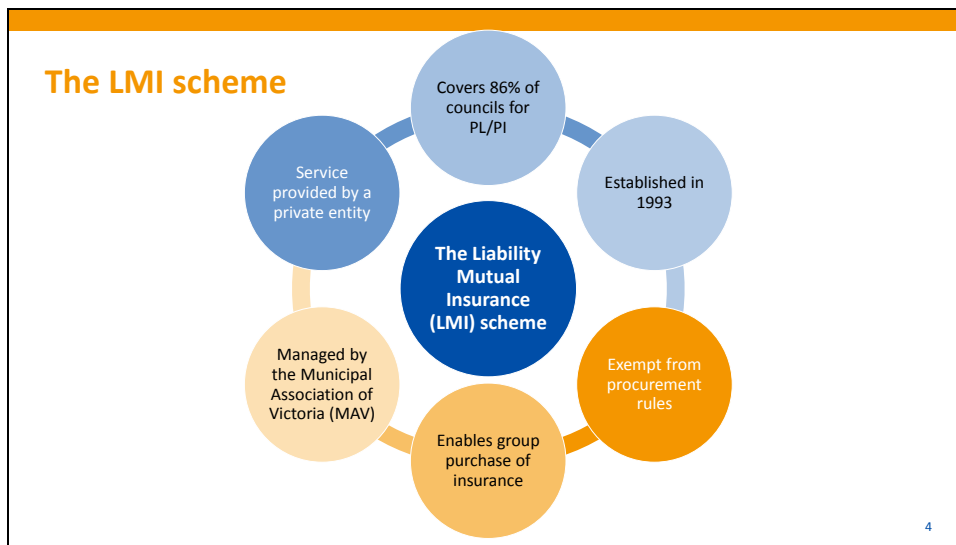 The LMI scheme
Covers 86% of
councils for
PL/PI
Established in
1993
Exempt from
procurement
rules
Enables group
purchase of
insurance
Managed by
the Municipal
Association of
Victoria (MAV)
Service
provided by a
private entity
The Liability
Mutual
Insurance
(LMI) scheme
4